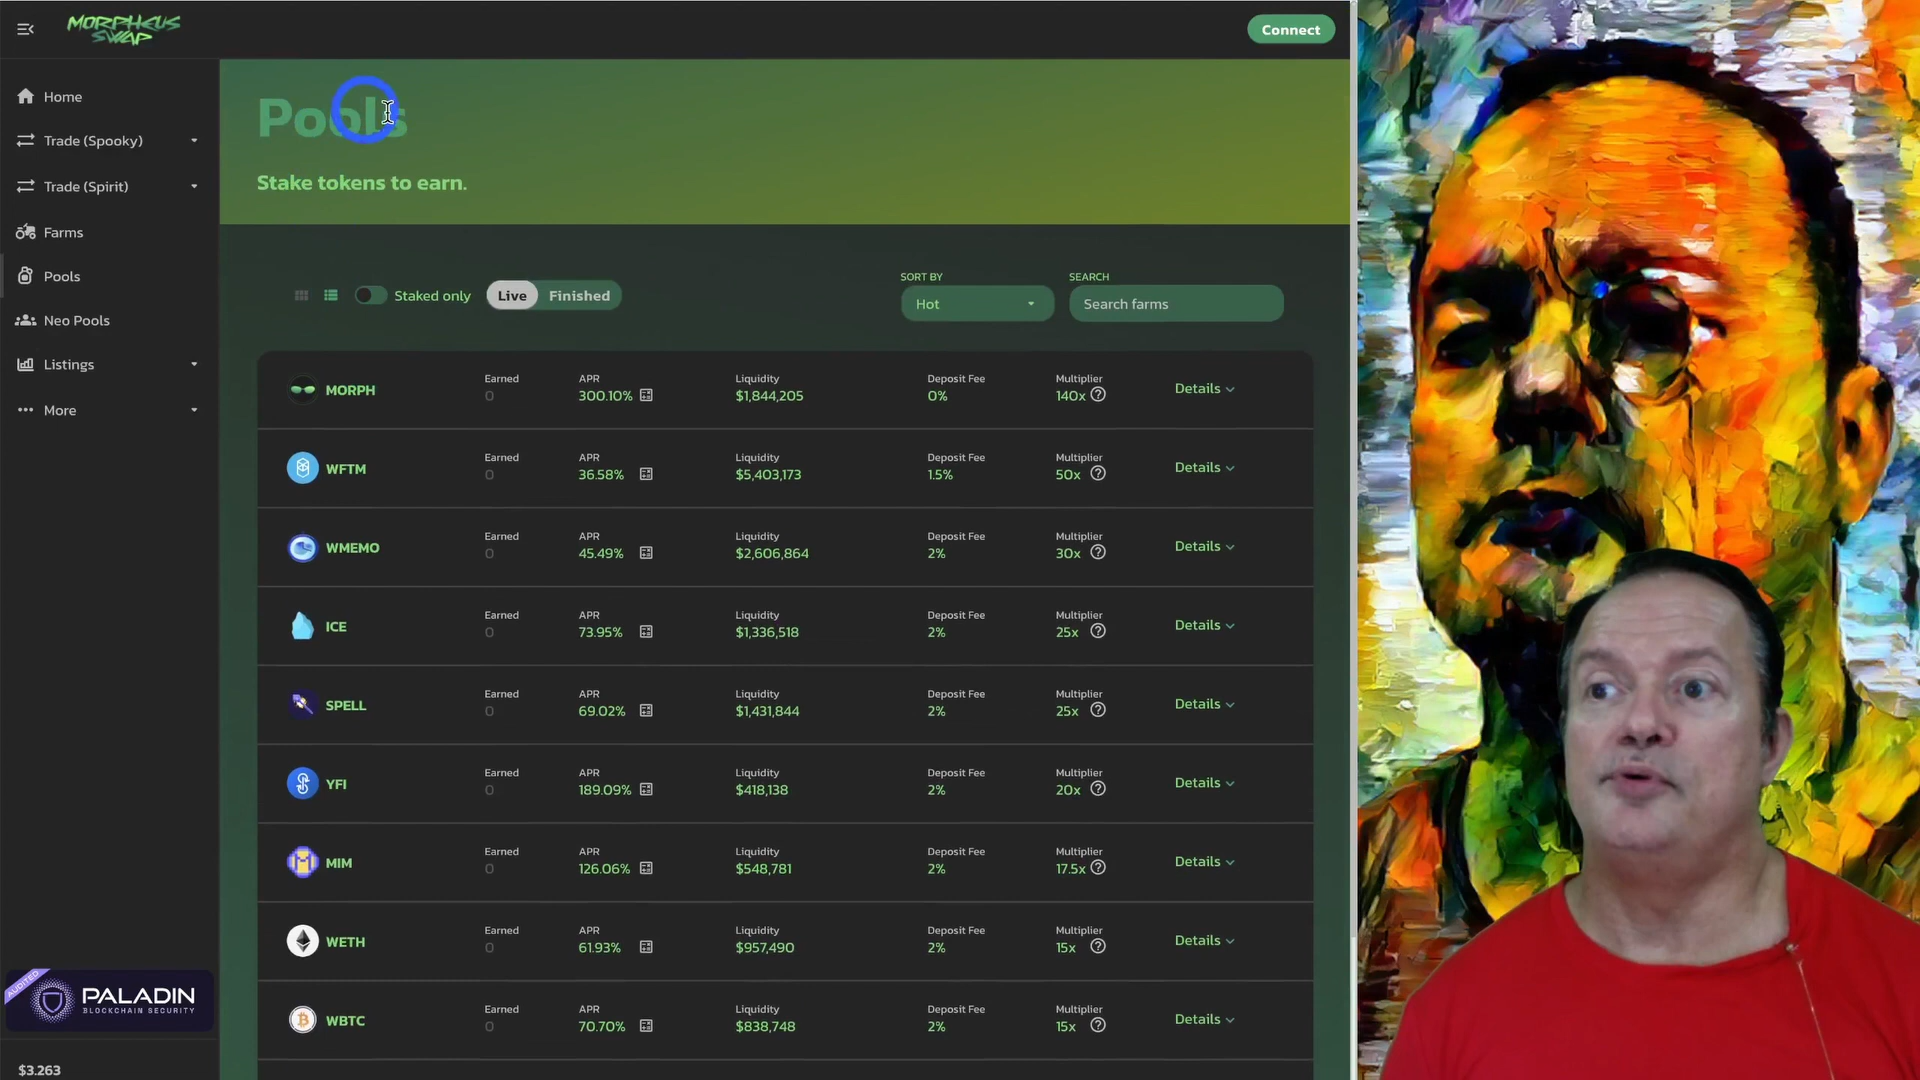 MORPHEUS
SWAP
Connect
Home
Trade (Spooky)
Trade (Spirit)
Farms
Pools
Neo Pools
Listings
More
AUDITED
PALADIN
BLOCKCHAIN SECURITY
$3.263
Pools
Stake tokens to earn.
Staked only
Live Finished
SORT BY
Hot
SEARCH
Search farms
MORPH Earned 0 APR 300.10% Liquidity $1,844,205 Deposit Fee 0% Multiplier 140x Details
WFTM Earned 0 APR 36.58% Liquidity $5,403,173 Deposit Fee 1.5% Multiplier 50x Details
WMEMO Earned 0 APR 45.49% Liquidity $2,606,864 Deposit Fee 2% Multiplier 30x Details
ICE Earned 0 APR 73.95% Liquidity $1,336,518 Deposit Fee 2% Multiplier 25x Details
SPELL Earned 0 APR 69.02% Liquidity $1,431,844 Deposit Fee 2% Multiplier 25x Details
YFI Earned 0 APR 189.09% Liquidity $418,138 Deposit Fee 2% Multiplier 20x Details
MIM Earned 0 APR 126.06% Liquidity $548,781 Deposit Fee 2% Multiplier 17.5x Details
WETH Earned 0 APR 61.93% Liquidity $957,490 Deposit Fee 2% Multiplier 15x Details
WBTC Earned 0 APR 70.70% Liquidity $838,748 Deposit Fee 2% Multiplier 15x Details